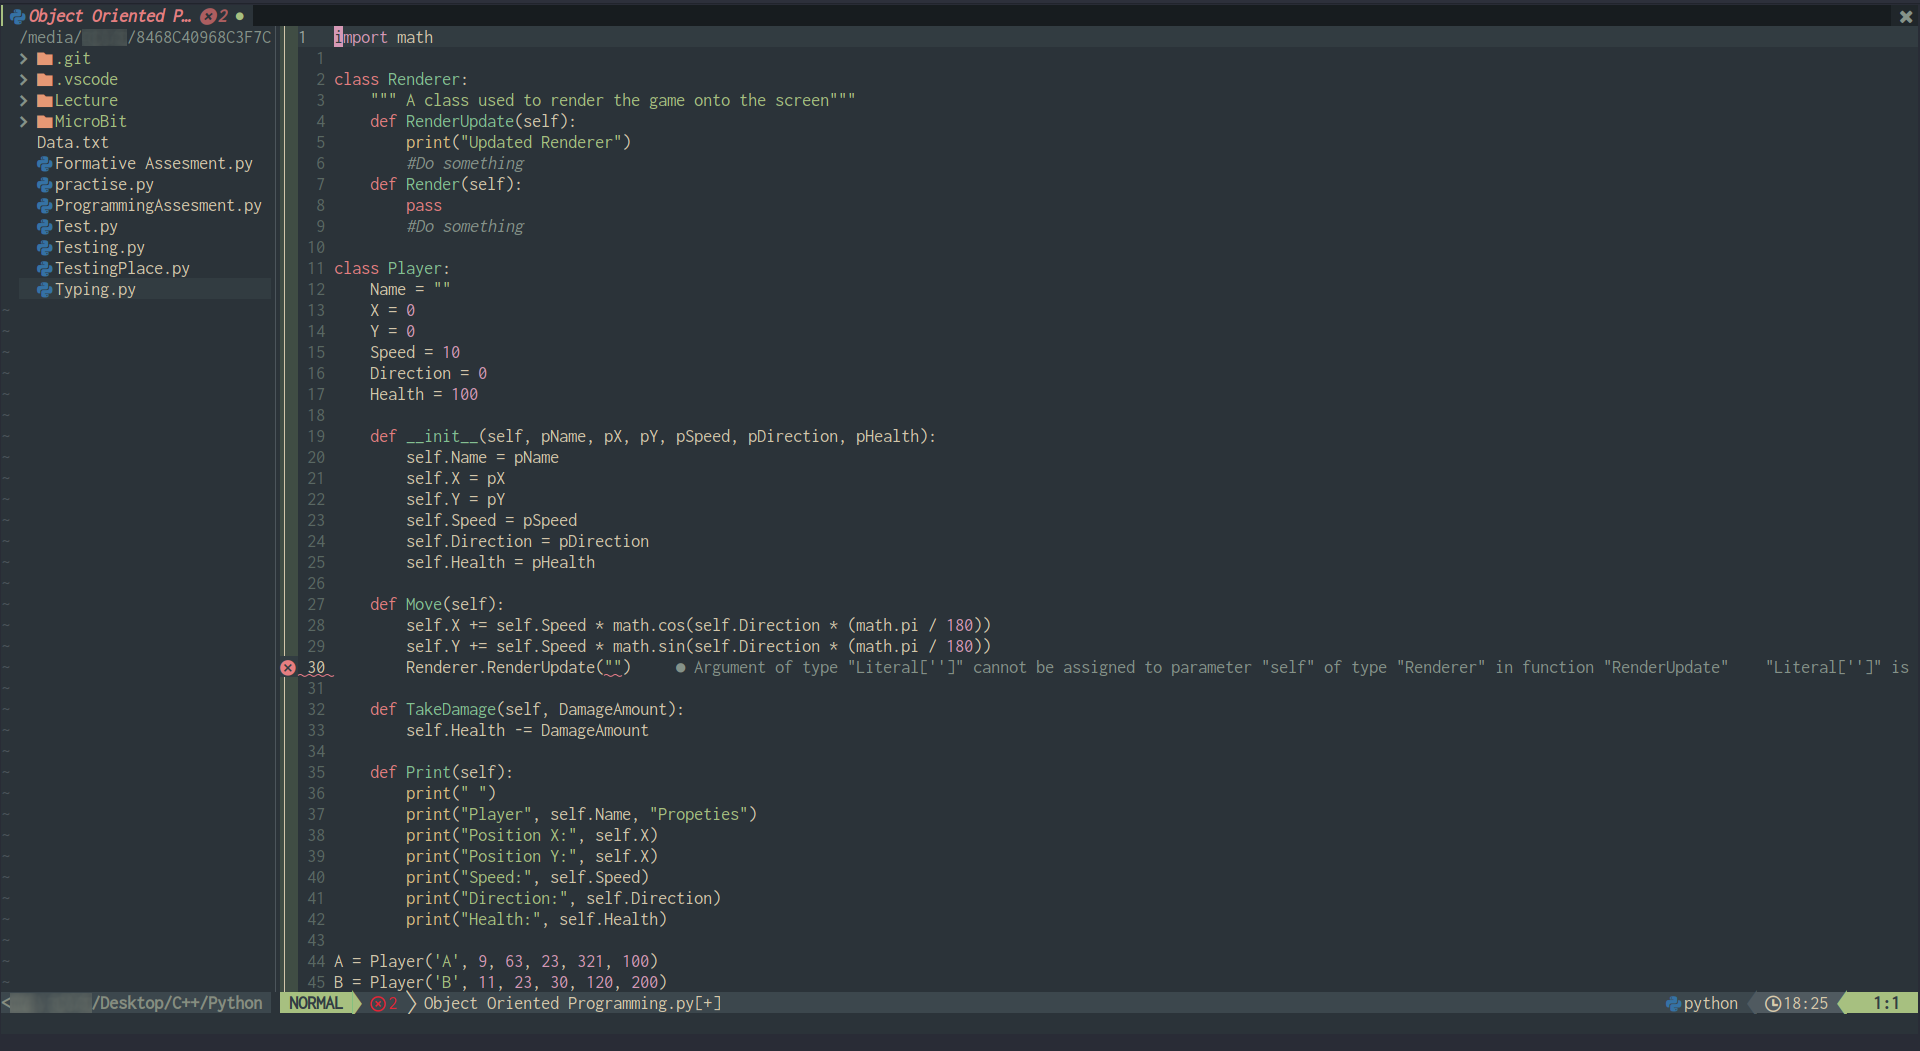 Object Oriented P… 2
/media/ /8468C40968C3F7C
.git
.vscode
Lecture
MicroBit
Data.txt
Formative Assesment.py
practise.py
ProgrammingAssesment.py
Test.py
Testing.py
TestingPlace.py
Typing.py
1 import math
1
2 class Renderer:
3 """ A class used to render the game onto the screen"""
4 def RenderUpdate(self):
5 print("Updated Renderer")
6 #Do something
7 def Render(self):
8 pass
9 #Do something
10
11 class Player:
12 Name = ""
13 X = 0
14 Y = 0
15 Speed = 10
16 Direction = 0
17 Health = 100
18
19 def __init__(self, pName, pX, pY, pSpeed, pDirection, pHealth):
20 self.Name = pName
21 self.X = pX
22 self.Y = pY
23 self.Speed = pSpeed
24 self.Direction = pDirection
25 self.Health = pHealth
26
27 def Move(self):
28 self.X += self.Speed * math.cos(self.Direction * (math.pi / 180))
29 self.Y += self.Speed * math.sin(self.Direction * (math.pi / 180))
30 Renderer.RenderUpdate("") ● Argument of type "Literal['']" cannot be assigned to parameter "self" of type "Renderer" in function "RenderUpdate" "Literal['']" is
31
32 def TakeDamage(self, DamageAmount):
33 self.Health -= DamageAmount
34
35 def Print(self):
36 print(" ")
37 print("Player", self.Name, "Propeties")
38 print("Position X:", self.X)
39 print("Position Y:", self.X)
40 print("Speed:", self.Speed)
41 print("Direction:", self.Direction)
42 print("Health:", self.Health)
43
44 A = Player('A', 9, 63, 23, 321, 100)
45 B = Player('B', 11, 23, 30, 120, 200)
< /Desktop/C++/Python NORMAL 2 Object Oriented Programming.py[+] python 18:25 1:1